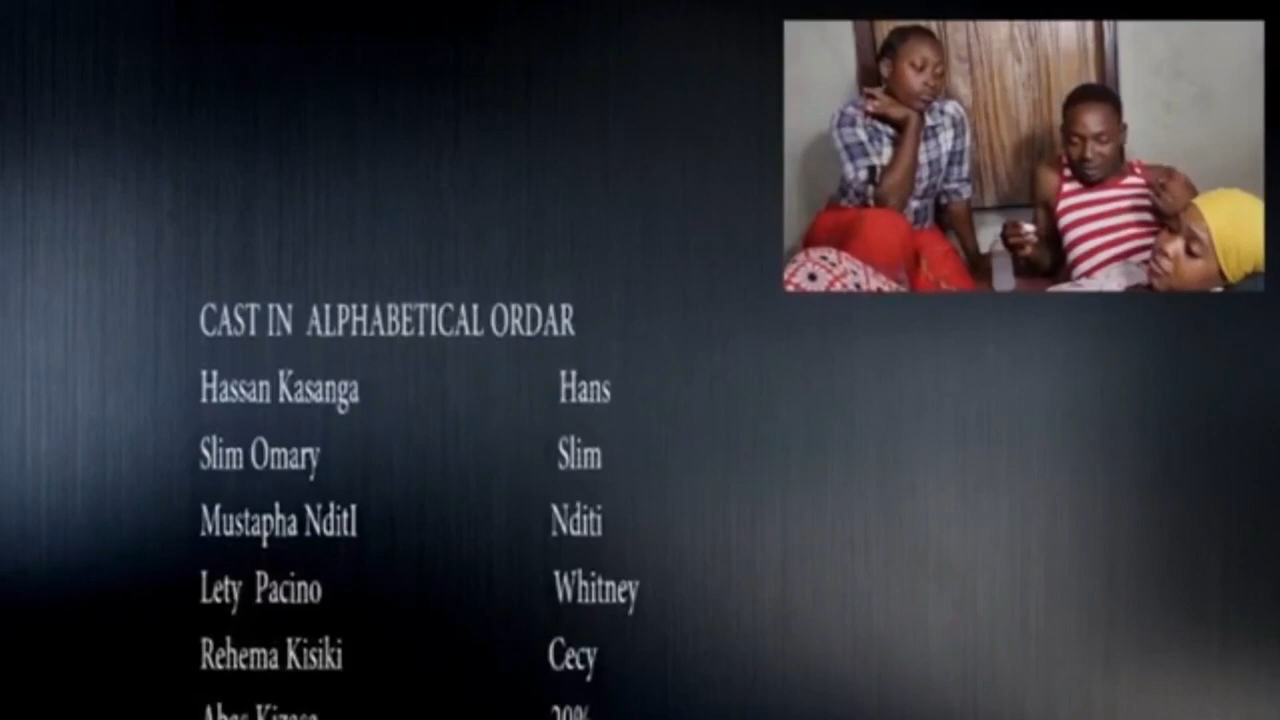 CAST IN ALPHABETICAL ORDAR
Hassan Kasanga Hans
Slim Omary Slim
Mustapha NditI Nditi
Lety Pacino Whitney
Rehema Kisiki Cecy
20%